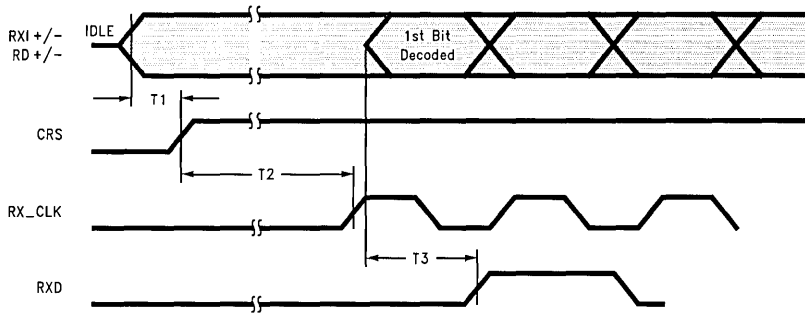 RXI +/-
RD +/-
IDLE
1st Bit
Decoded
T1
CRS
T2
RX_CLK
T3
RXD